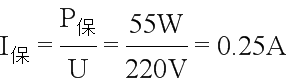 I保 = P保/U = 55W/220V = 0.25A